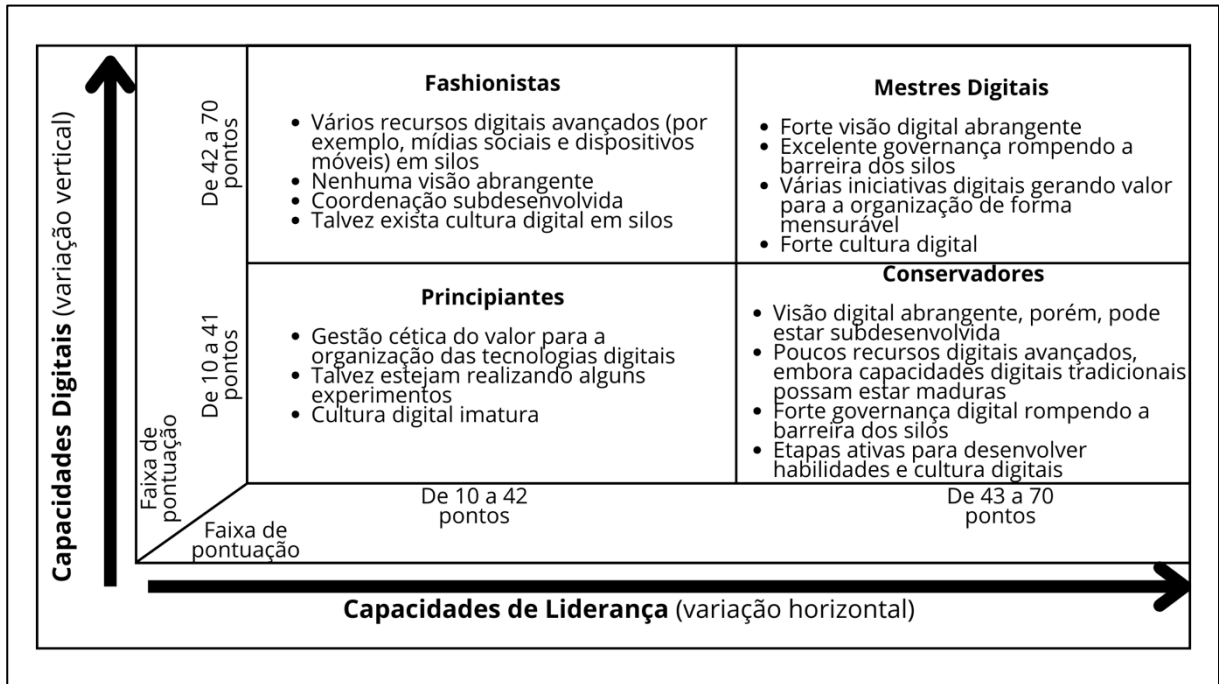 Capacidades Digitais (variação vertical)
Faixa de
pontuação
De 42 a 70
pontos
Fashionistas
• Vários recursos digitais avançados (por
exemplo, mídias sociais e dispositivos
móveis) em silos
• Nenhuma visão abrangente
• Coordenação subdesenvolvida
• Talvez exista cultura digital em silos
Mestres Digitais
• Forte visão digital abrangente
• Excelente governança rompendo a
barreira dos silos
• Várias iniciativas digitais gerando valor
para a organização de forma
mensurável
• Forte cultura digital
De 10 a 41
pontos
Principiantes
• Gestão cética do valor para a
organização das tecnologias digitais
• Talvez estejam realizando alguns
experimentos
• Cultura digital imatura
Conservadores
• Visão digital abrangente, porém, pode
estar subdesenvolvida
• Poucos recursos digitais avançados,
embora capacidades digitais tradicionais
possam estar maduras
• Forte governança digital rompendo a
barreira dos silos
• Etapas ativas para desenvolver
habilidades e cultura digitais
Faixa de
pontuação
De 10 a 42
pontos
De 43 a 70
pontos
Capacidades de Liderança (variação horizontal)